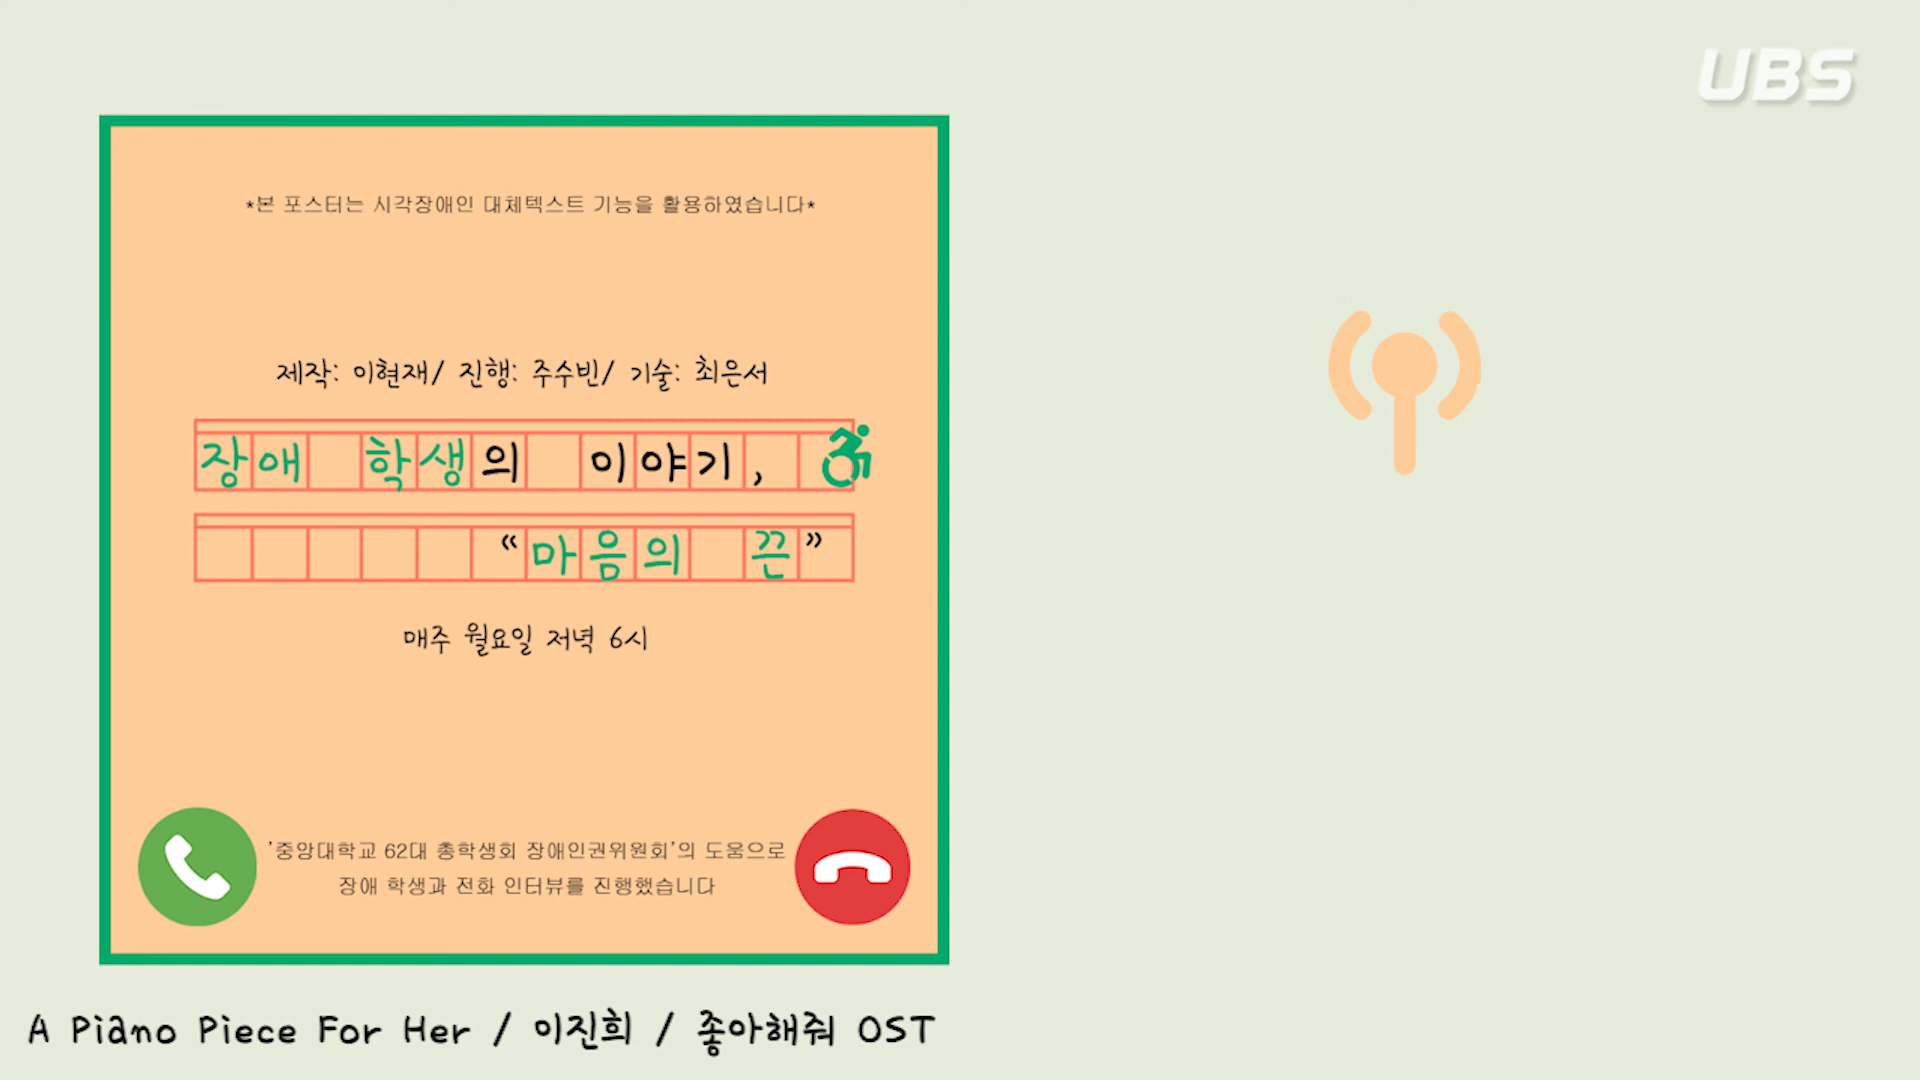 UBS
*본 포스터는 시각장애인 대체텍스트 기능을 활용하였습니다*
제작: 이현재/ 진행: 주수빈/ 기술: 최은서
장애 학생의 이야기,
“마음의 끈”
매주 월요일 저녁 6시
'중앙대학교 62대 총학생회 장애인권위원회'의 도움으로
장애 학생과 전화 인터뷰를 진행했습니다
A Piano Piece For Her / 이진희 / 좋아해줘 OST